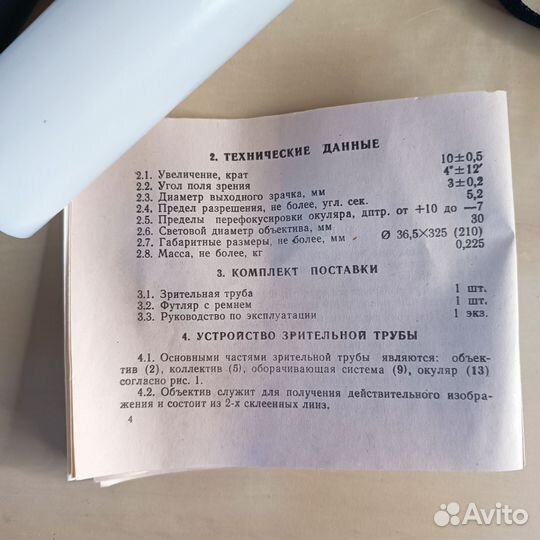 2. ТЕХНИЧЕСКИЕ ДАННЫЕ
2.1. Увеличение, крат 10±0,5
2.2. Угол поля зрения 4°±12′
2.3. Диаметр выходного зрачка, мм 3±0,2
2.4. Предел разрешения, не более, угл. сек. 5,2
2.5. Пределы перефокусировки окуляра, дптр. от +10 до —7
2.6. Световой диаметр объектива, мм 30
2.7. Габаритные размеры, не более, мм Ø 36,5×325 (210)
2.8. Масса, не более, кг 0,225
3. КОМПЛЕКТ ПОСТАВКИ
3.1. Зрительная труба 1 шт.
3.2. Футляр с ремнем 1 шт.
3.3. Руководство по эксплуатации 1 экз.
4. УСТРОЙСТВО ЗРИТЕЛЬНОЙ ТРУБЫ
4.1. Основными частями зрительной трубы являются: объек-
тив (2), коллектив (5), оборачивающая система (9), окуляр (13)
согласно рис. 1.
4.2. Объектив служит для получения действительного изобра-
жения и состоит из 2-х склеенных линз.
4
Avito